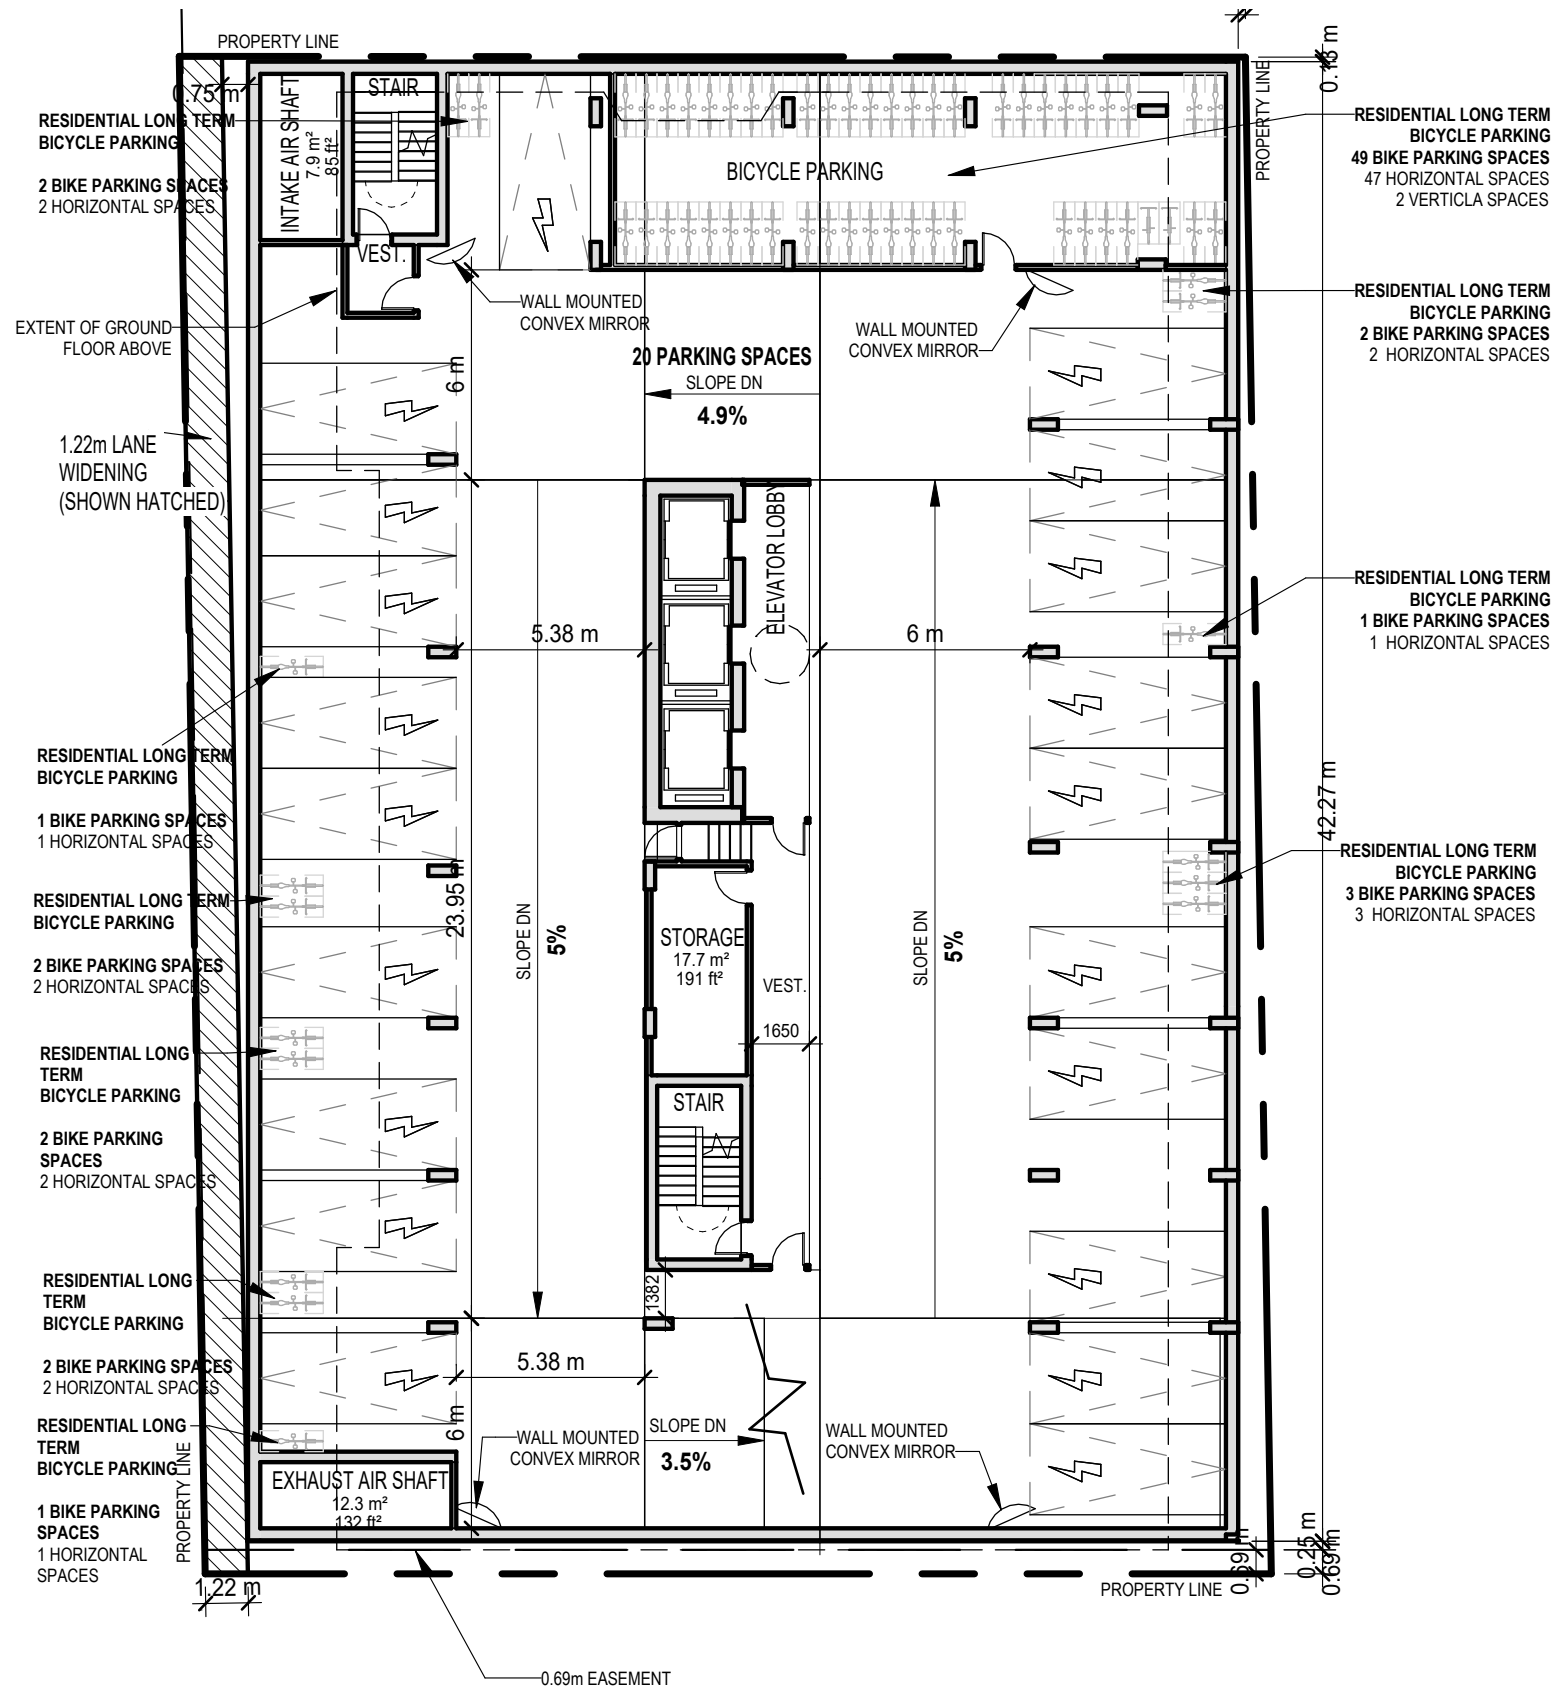 PROPERTY LINE
0.13 m
0.75 m
STAIR
INTAKE AIR SHAFT
7.9 m²
85 ft²
PROPERTY LINE
RESIDENTIAL LONG TERM
BICYCLE PARKING
2 BIKE PARKING SPACES
2 HORIZONTAL SPACES
RESIDENTIAL LONG TERM
BICYCLE PARKING
49 BIKE PARKING SPACES
47 HORIZONTAL SPACES
2 VERTICLA SPACES
BICYCLE PARKING
VEST.
WALL MOUNTED
CONVEX MIRROR
WALL MOUNTED
CONVEX MIRROR
RESIDENTIAL LONG TERM
BICYCLE PARKING
2 BIKE PARKING SPACES
2 HORIZONTAL SPACES
EXTENT OF GROUND
FLOOR ABOVE
20 PARKING SPACES
SLOPE DN
4.9%
6 m
1.22m LANE
WIDENING
(SHOWN HATCHED)
ELEVATOR LOBBY
5.38 m
6 m
RESIDENTIAL LONG TERM
BICYCLE PARKING
1 BIKE PARKING SPACES
1 HORIZONTAL SPACES
RESIDENTIAL LONG TERM
BICYCLE PARKING
1 BIKE PARKING SPACES
1 HORIZONTAL SPACES
42.27 m
RESIDENTIAL LONG TERM
BICYCLE PARKING
3 BIKE PARKING SPACES
3 HORIZONTAL SPACES
RESIDENTIAL LONG TERM
BICYCLE PARKING
2 BIKE PARKING SPACES
2 HORIZONTAL SPACES
23.95 m
SLOPE DN
5%
STORAGE
17.7 m²
191 ft²
VEST.
1650
SLOPE DN
5%
RESIDENTIAL LONG
TERM
BICYCLE PARKING
2 BIKE PARKING
SPACES
2 HORIZONTAL SPACES
STAIR
1382
RESIDENTIAL LONG
TERM
BICYCLE PARKING
2 BIKE PARKING SPACES
2 HORIZONTAL SPACES
5.38 m
6 m
SLOPE DN
3.5%
WALL MOUNTED
CONVEX MIRROR
WALL MOUNTED
CONVEX MIRROR
RESIDENTIAL LONG
TERM
BICYCLE PARKING
1 BIKE PARKING
SPACES
1 HORIZONTAL
SPACES
PROPERTY LINE
EXHAUST AIR SHAFT
12.3 m²
132 ft²
1.22 m
PROPERTY LINE
0.69 m
0.25 m
0.69 m
0.69m EASEMENT